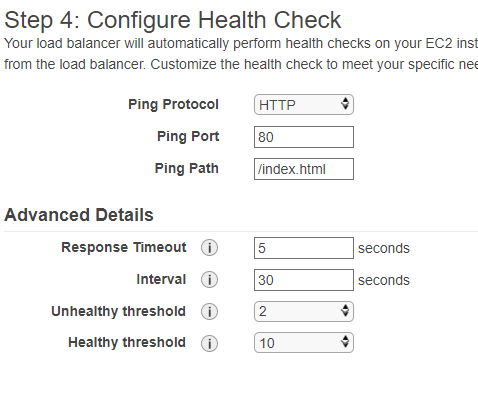 Step 4: Configure Health Check
Your load balancer will automatically perform health checks on your EC2 inst
from the load balancer. Customize the health check to meet your specific nee
Ping Protocol HTTP
Ping Port 80
Ping Path /index.html
Advanced Details
Response Timeout i 5 seconds
Interval i 30 seconds
Unhealthy threshold i 2
Healthy threshold i 10